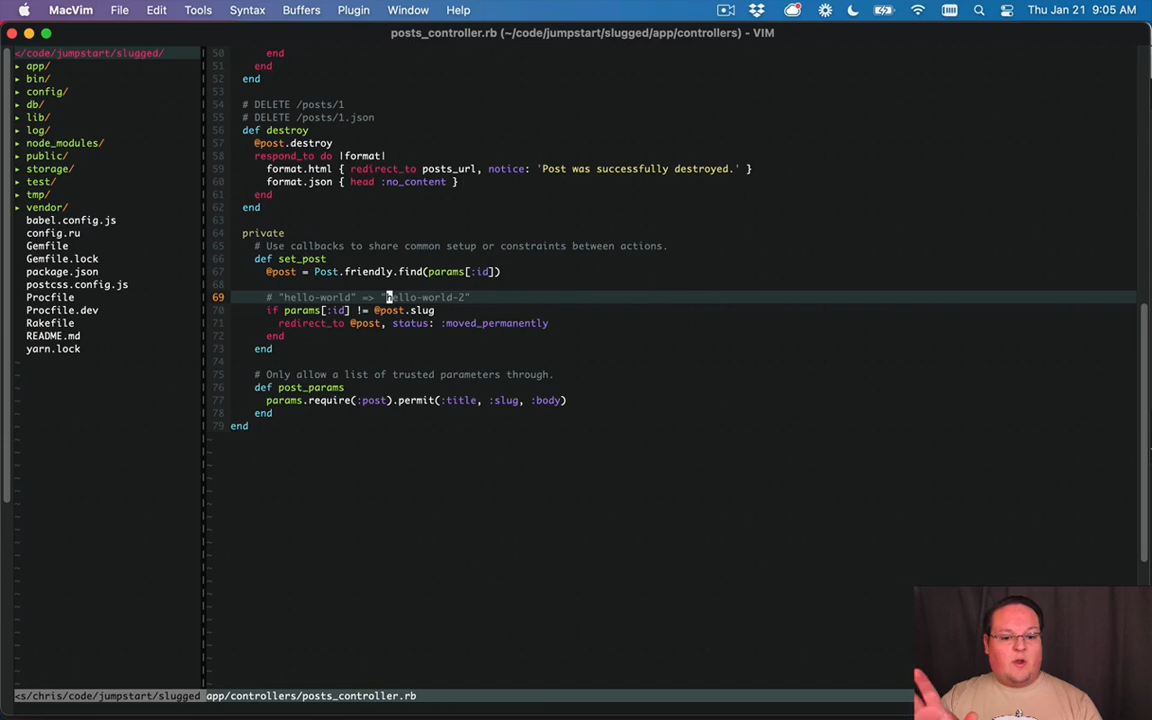 MacVim File Edit Tools Syntax Buffers Plugin Window Help Thu Jan 21 9:05 AM
posts_controller.rb (~/code/jumpstart/slugged/app/controllers) - VIM
</code/jumpstart/slugged/
▸ app/
▸ bin/
▸ config/
▸ db/
▸ lib/
▸ log/
▸ node_modules/
▸ public/
▸ storage/
▸ test/
▸ tmp/
▸ vendor/
babel.config.js
config.ru
Gemfile
Gemfile.lock
package.json
postcss.config.js
Procfile
Procfile.dev
Rakefile
README.md
yarn.lock
50 end
51 end
52 end
53
54 # DELETE /posts/1
55 # DELETE /posts/1.json
56 def destroy
57 @post.destroy
58 respond_to do |format|
59 format.html { redirect_to posts_url, notice: 'Post was successfully destroyed.' }
60 format.json { head :no_content }
61 end
62 end
63
64 private
65 # Use callbacks to share common setup or constraints between actions.
66 def set_post
67 @post = Post.friendly.find(params[:id])
68
69 # "hello-world" => "hello-world-2"
70 if params[:id] != @post.slug
71 redirect_to @post, status: :moved_permanently
72 end
73 end
74
75 # Only allow a list of trusted parameters through.
76 def post_params
77 params.require(:post).permit(:title, :slug, :body)
78 end
79 end
<s/chris/code/jumpstart/slugged app/controllers/posts_controller.rb